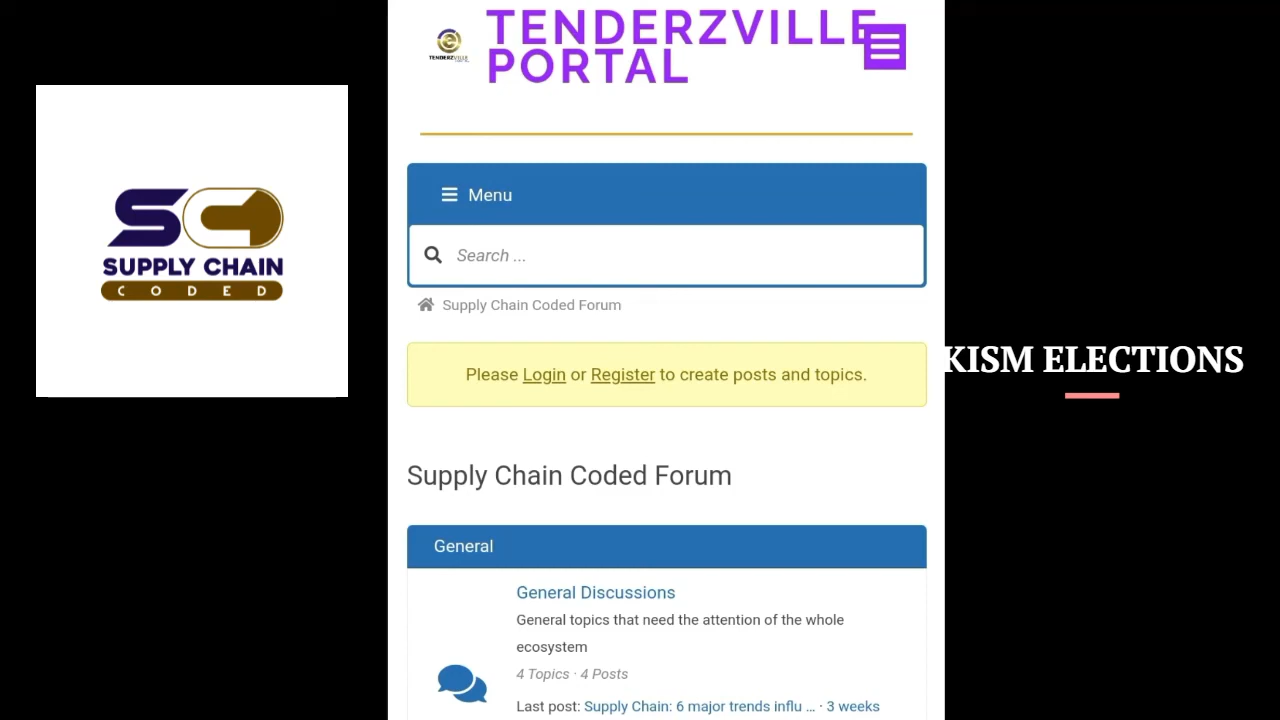 TENDERZVILLE
PORTAL
TENDERZVILLE
SUPPLY CHAIN
CODED
Menu
Search ...
Supply Chain Coded Forum
Please Login or Register to create posts and topics.
KISM ELECTIONS
Supply Chain Coded Forum
General
General Discussions
General topics that need the attention of the whole
ecosystem
4 Topics · 4 Posts
Last post: Supply Chain: 6 major trends influ ... · 3 weeks